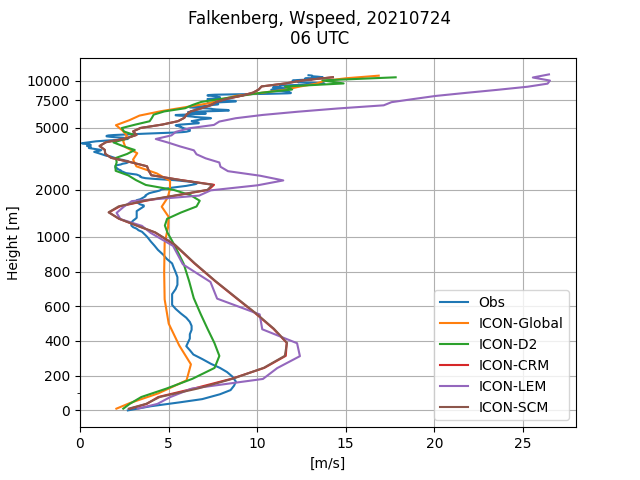 Falkenberg, Wspeed, 20210724
06 UTC
Height [m]
10000
7500
5000
2000
1000
800
600
400
200
0
Obs
ICON-Global
ICON-D2
ICON-CRM
ICON-LEM
ICON-SCM
0 5 10 15 20 25
[m/s]